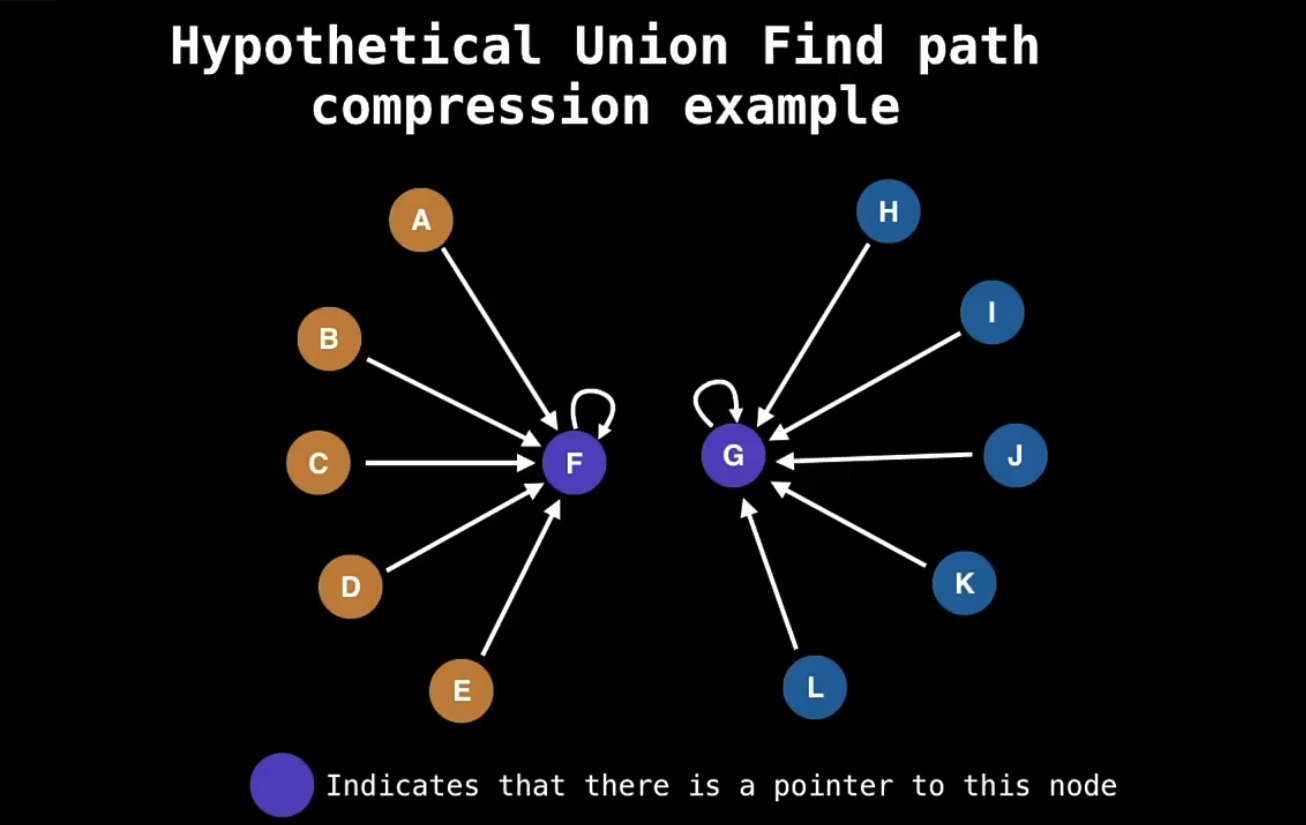 Hypothetical Union Find path
compression example
A
H
I
B
C
F
G
J
D
K
E
L
Indicates that there is a pointer to this node